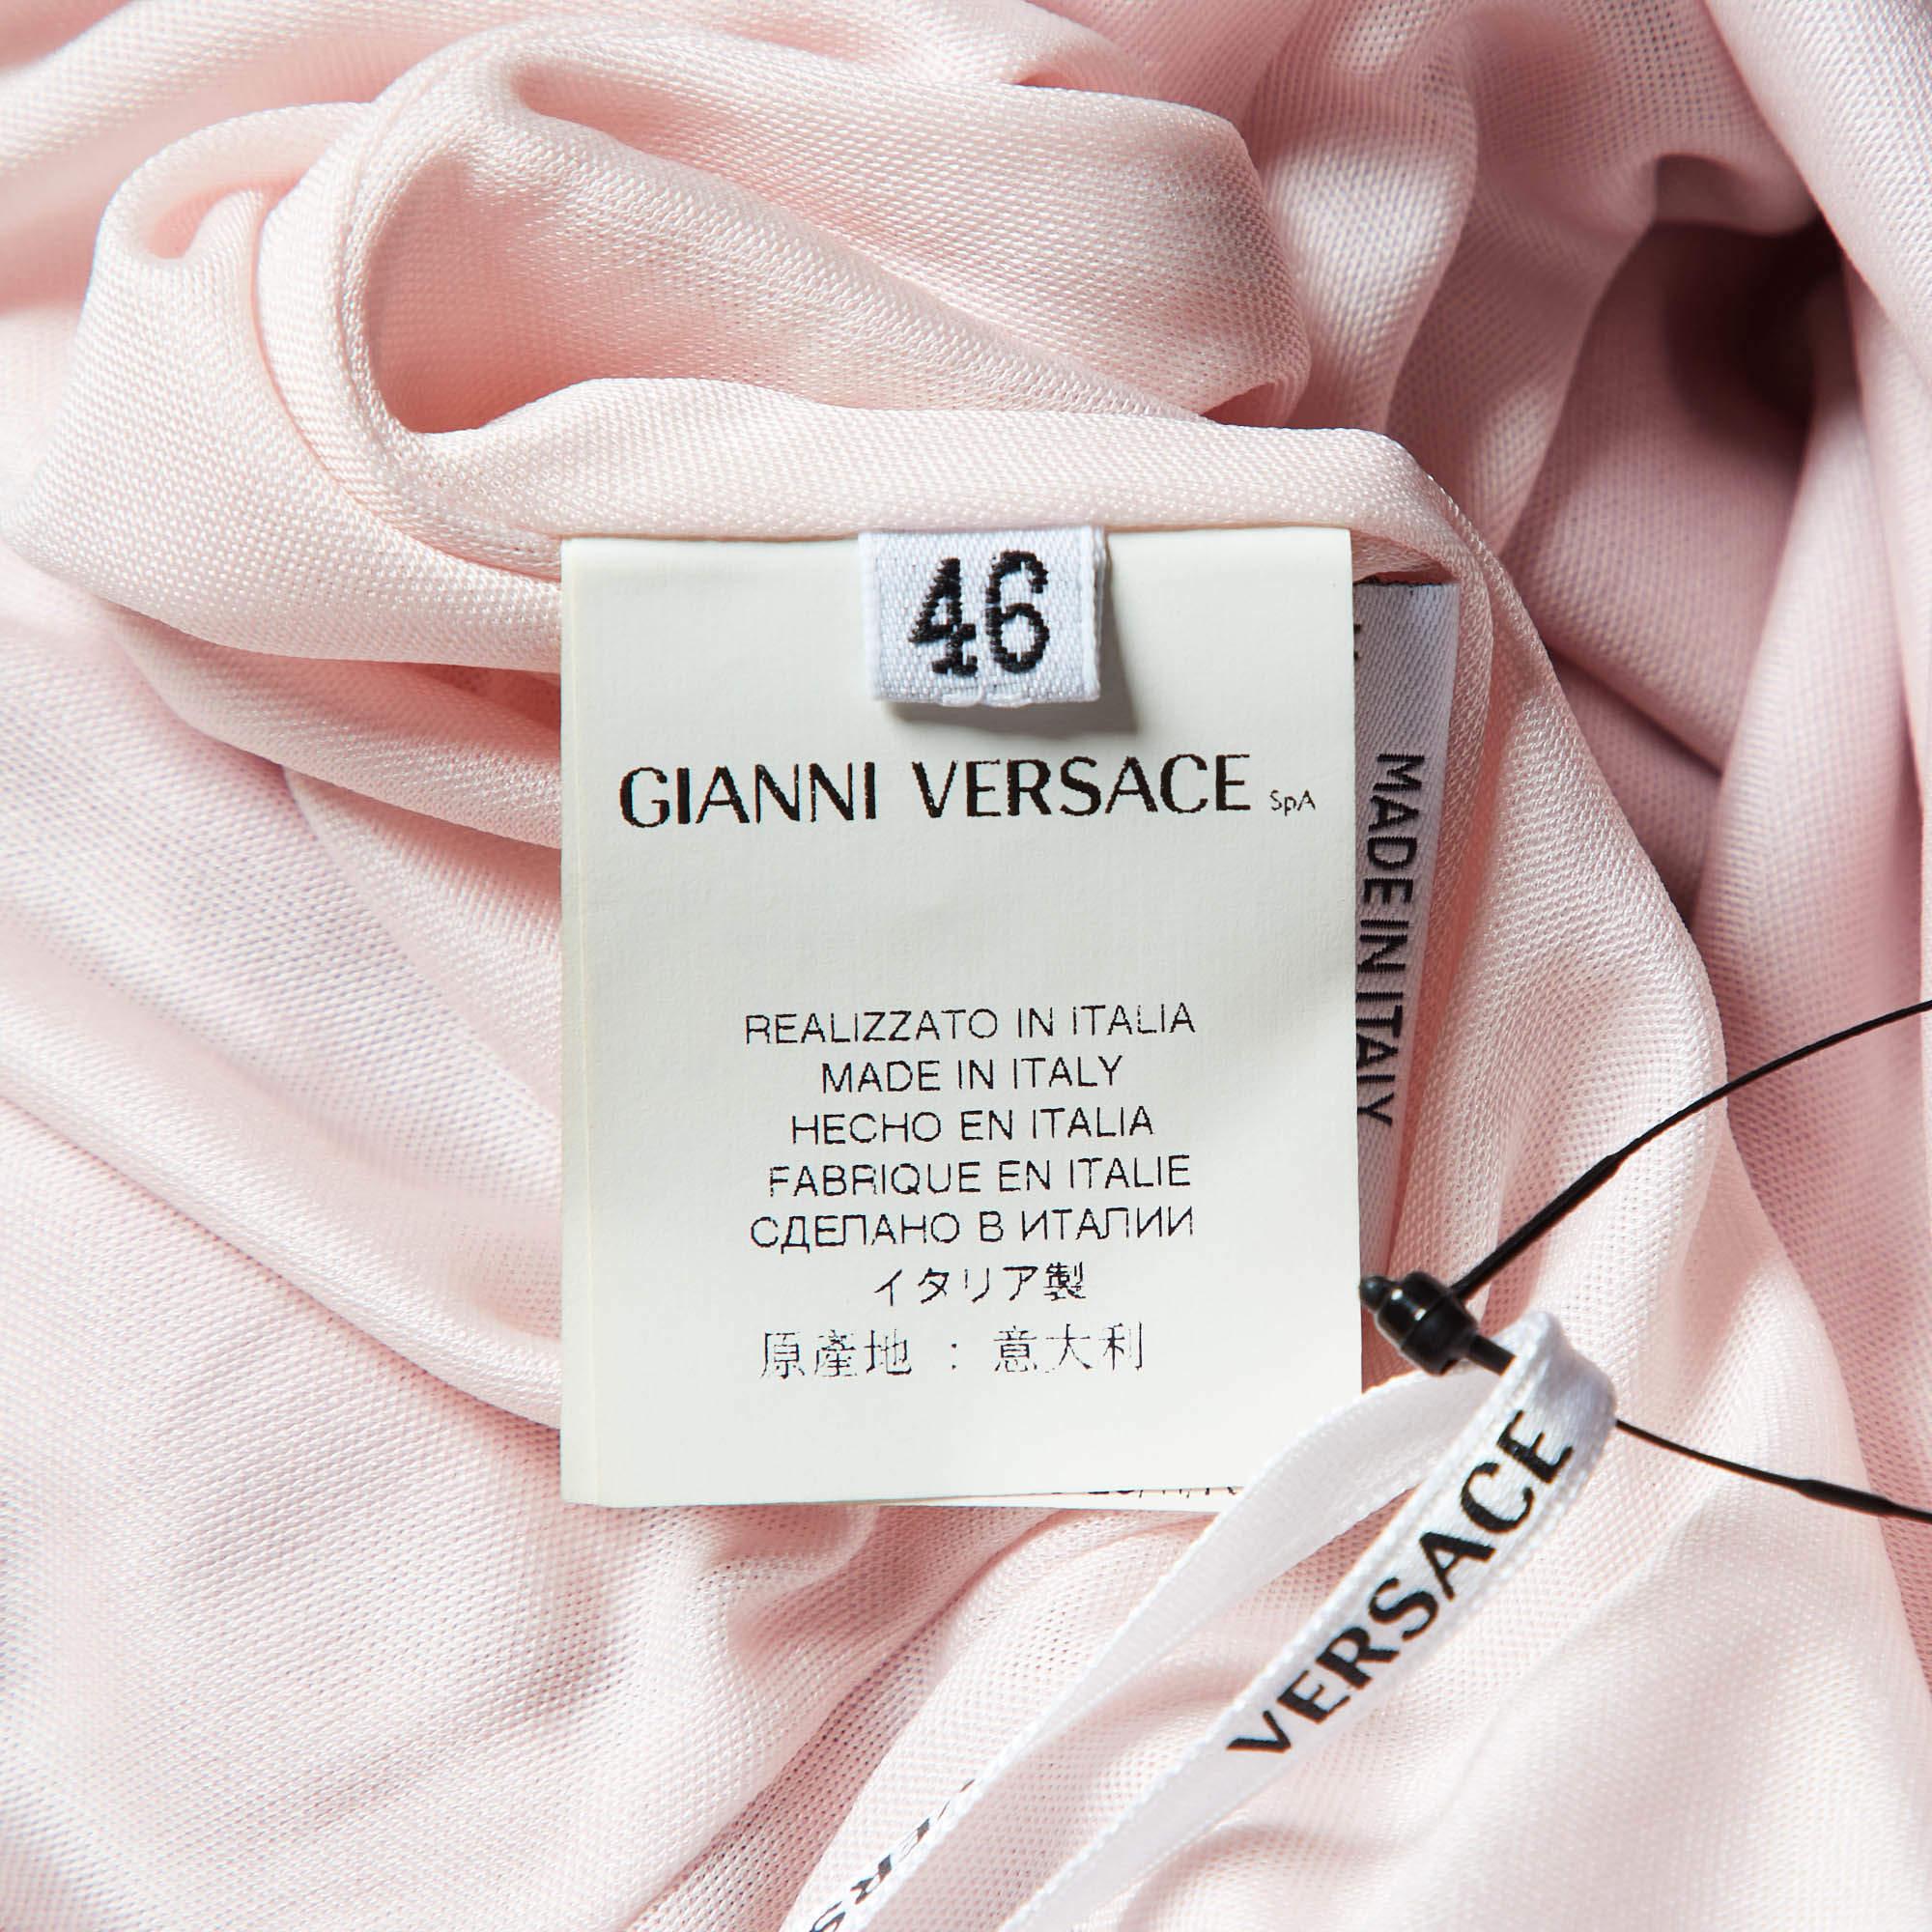 46
GIANNI VERSACE SpA
REALIZZATO IN ITALIA
MADE IN ITALY
HECHO EN ITALIA
FABRIQUE EN ITALIE
СДЕЛАНО В ИТАЛИИ
イタリア製
原產地 : 意大利
MADE IN ITALY
VERSACE